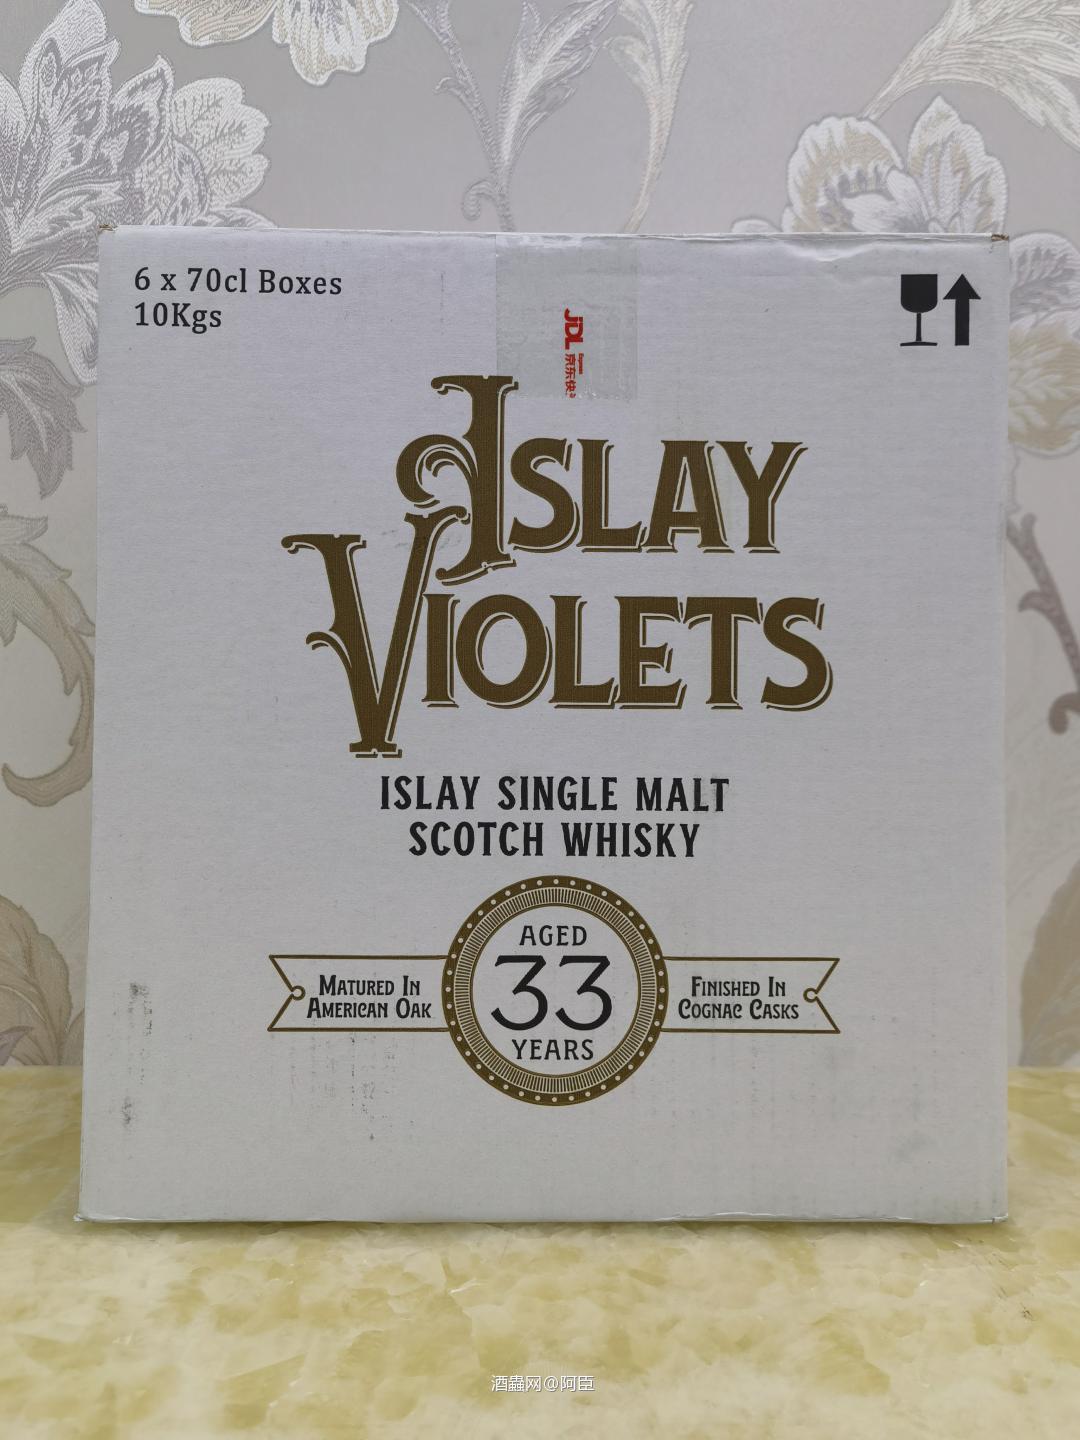 6 x 70cl Boxes
10Kgs
JDL
Express
京东快
ISLAY
VIOLETS
ISLAY SINGLE MALT
SCOTCH WHISKY
AGED
33
YEARS
MATURED IN
AMERICAN OAK
FINISHED IN
COGNAC CASKS
酒蟲网@阿臣